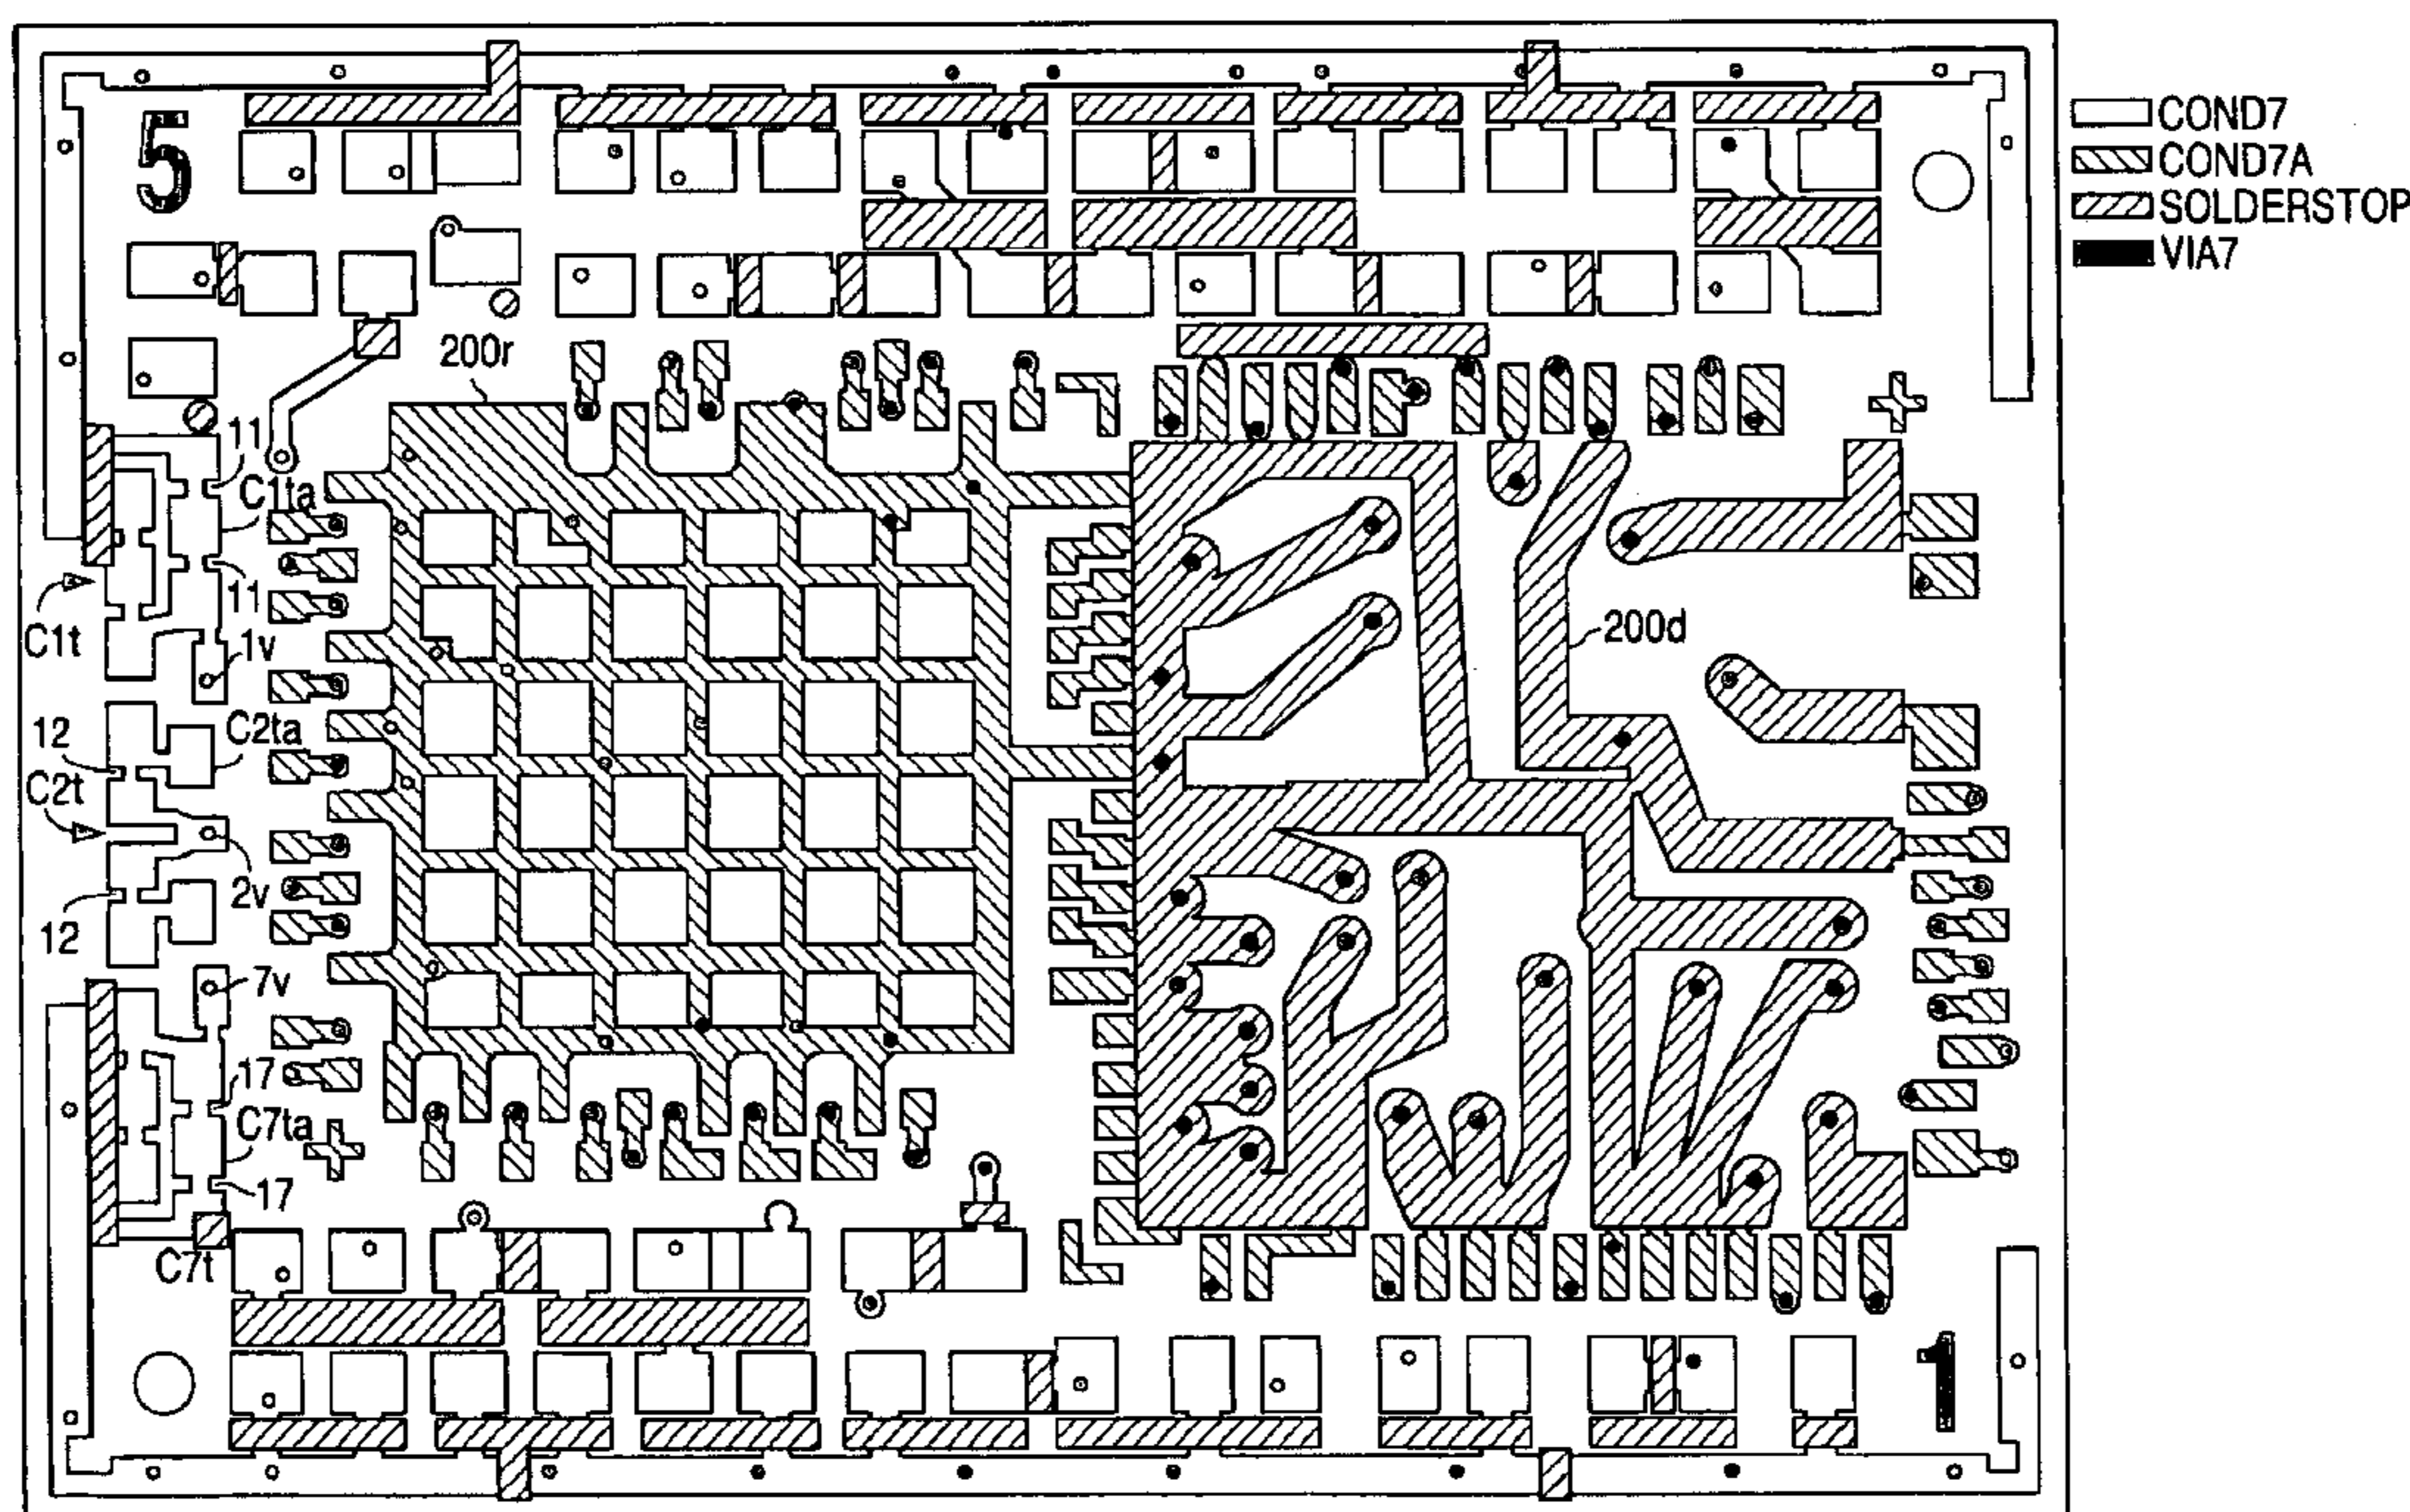 5
COND7
COND7A
SOLDERSTOP
VIA7
200r
11
C1ta
11
C1t
1v
200d
12
C2ta
C2t
2v
12
7v
17
C7ta
17
C7t
1